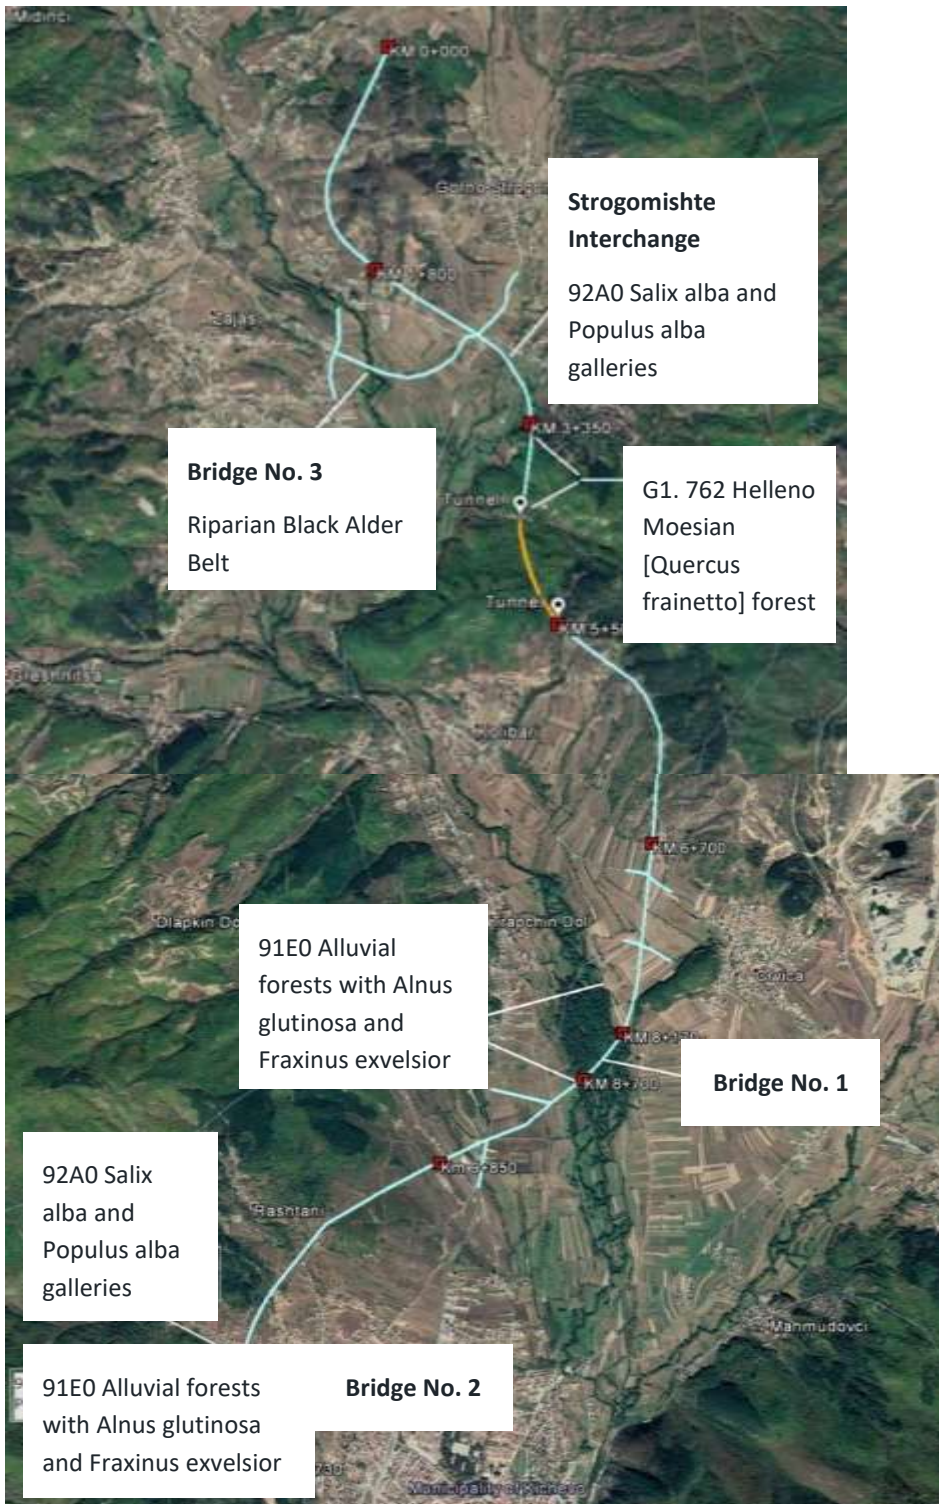 Midinci
KM 0+000
Strogomishte
Interchange
92A0 Salix alba and
Populus alba
galleries
Zajas
KM 3+350
Bridge No. 3
Riparian Black Alder
Belt
Tunnel
G1. 762 Helleno
Moesian
[Quercus
frainetto] forest
Tunnel
KM 6+700
91E0 Alluvial
forests with Alnus
glutinosa and
Fraxinus exvelsior
KM 8+700
Bridge No. 1
92A0 Salix
alba and
Populus alba
galleries
Rashtani
Mahmudovci
91E0 Alluvial forests
with Alnus glutinosa
and Fraxinus exvelsior
Bridge No. 2
Municipality of Kichevo